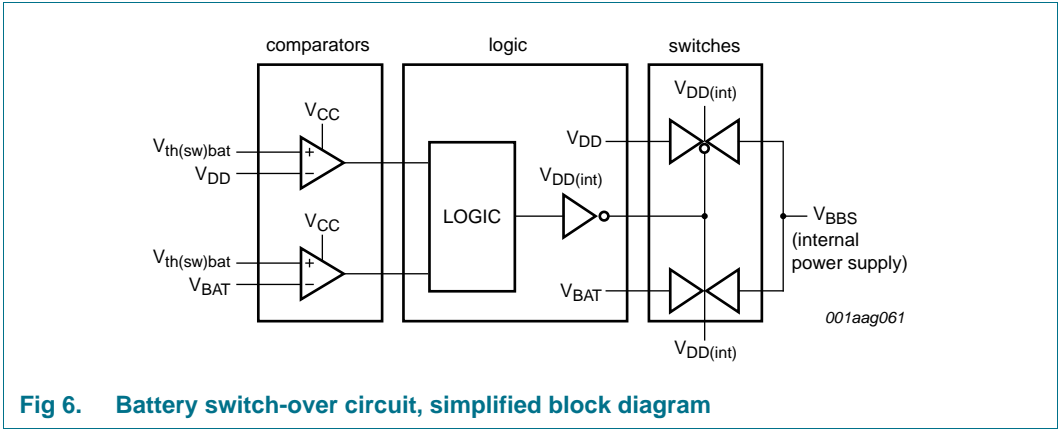 comparators
logic
switches
VCC
Vth(sw)bat
VDD
+
−
VCC
Vth(sw)bat
VBAT
+
−
LOGIC
VDD(int)
VDD
VBAT
VDD(int)
VDD(int)
VBBS
(internal
power supply)
001aag061
Fig 6. Battery switch-over circuit, simplified block diagram